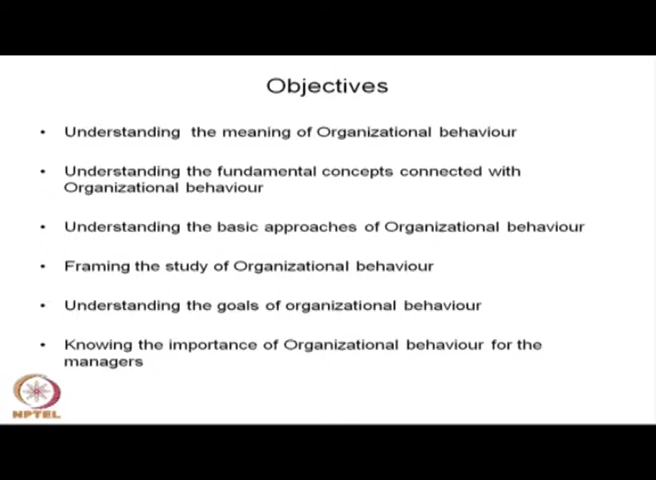 Objectives
• Understanding the meaning of Organizational behaviour
• Understanding the fundamental concepts connected with
Organizational behaviour
• Understanding the basic approaches of Organizational behaviour
• Framing the study of Organizational behaviour
• Understanding the goals of organizational behaviour
• Knowing the importance of Organizational behaviour for the
managers
NPTEL